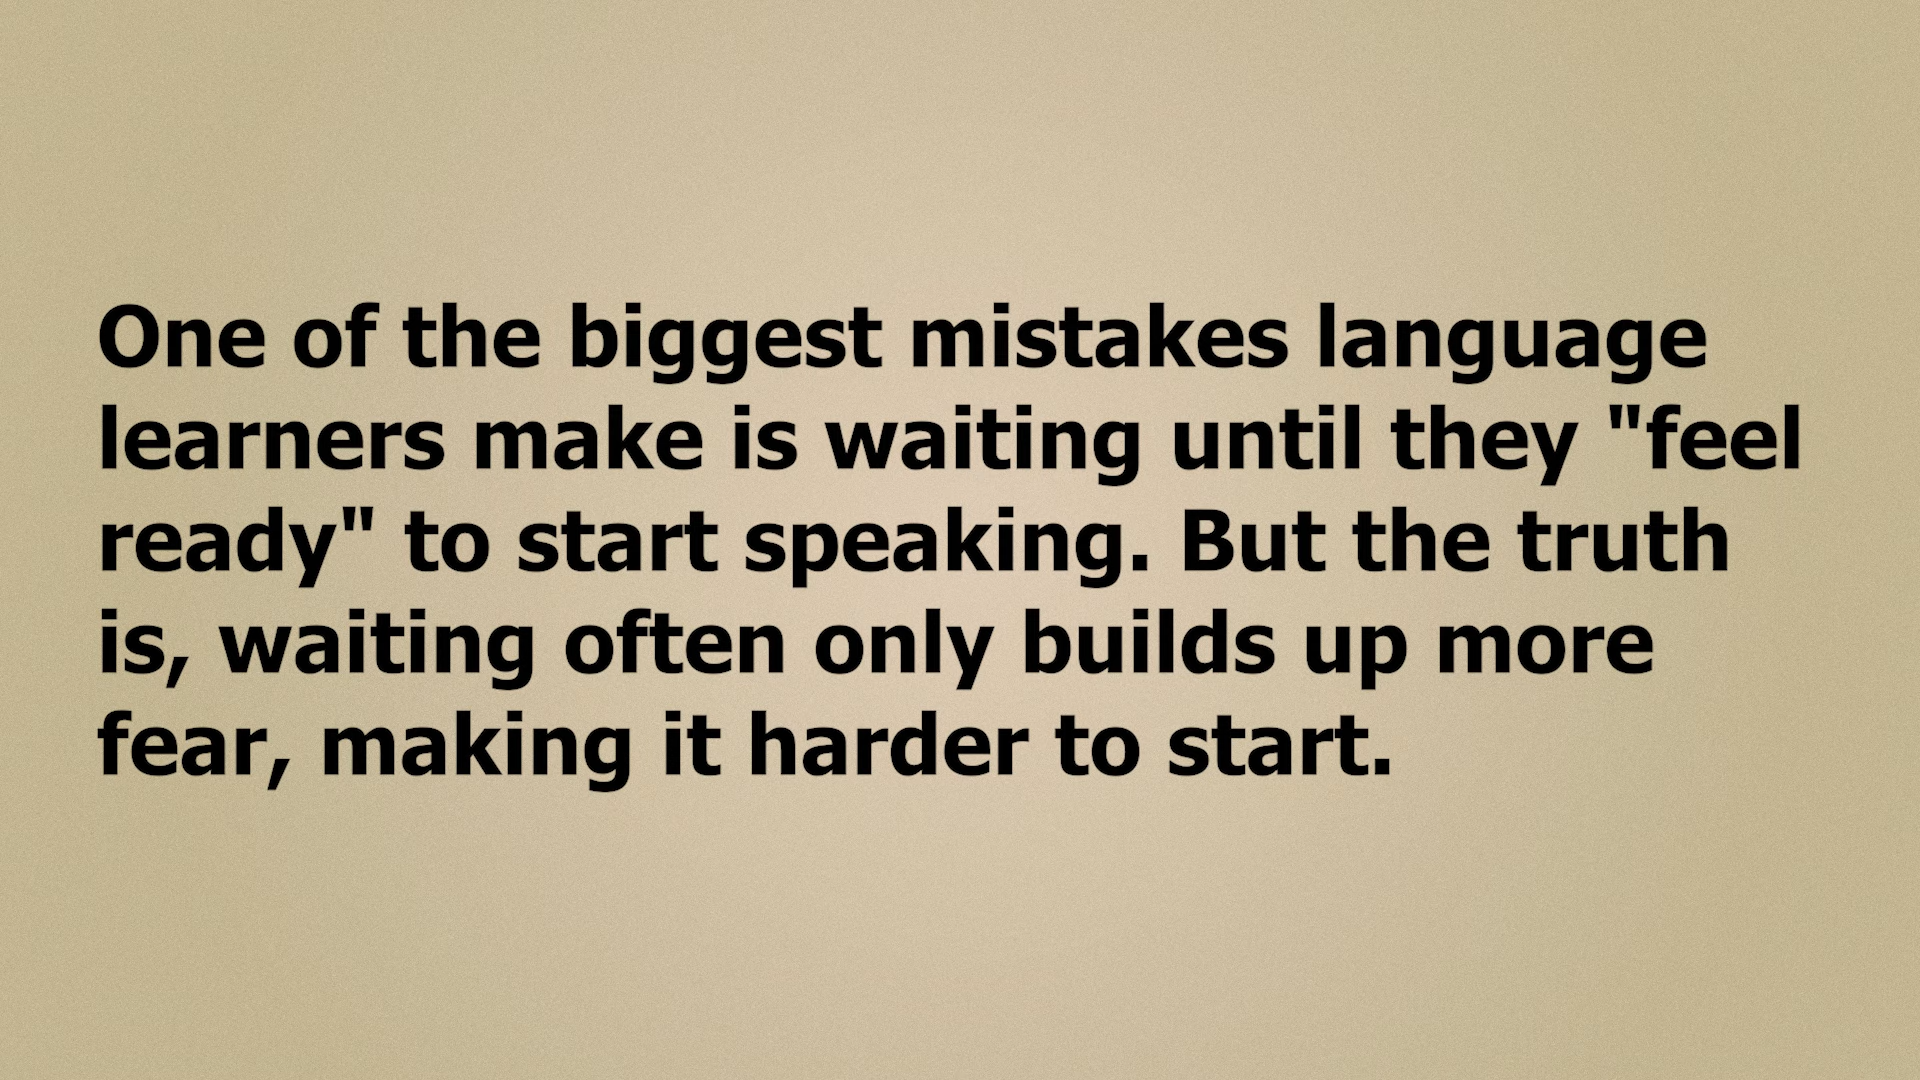 One of the biggest mistakes language
learners make is waiting until they "feel
ready" to start speaking. But the truth
is, waiting often only builds up more
fear, making it harder to start.